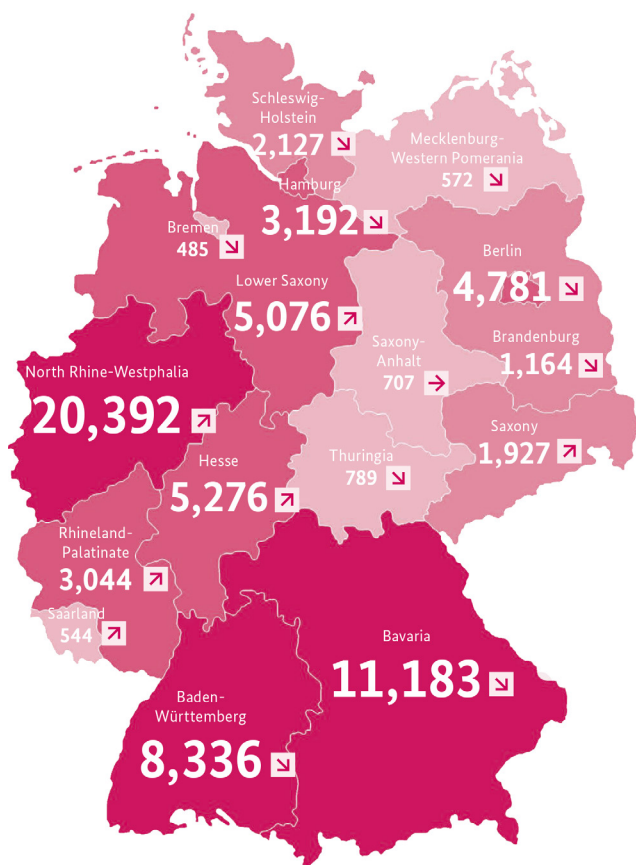 Schleswig-
Holstein
2,127
Mecklenburg-
Western Pomerania
572
Hamburg
3,192
Bremen
485
Berlin
4,781
Lower Saxony
5,076
Brandenburg
1,164
Saxony-
Anhalt
707
North Rhine-Westphalia
20,392
Saxony
1,927
Hesse
5,276
Thuringia
789
Rhineland-
Palatinate
3,044
Saarland
544
Bavaria
11,183
Baden-
Württemberg
8,336